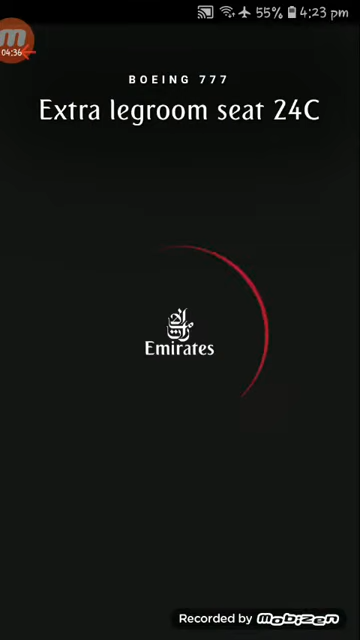 55% 4:23 pm
04:36
BOEING 777
Extra legroom seat 24C
Emirates
Recorded by Mobizen